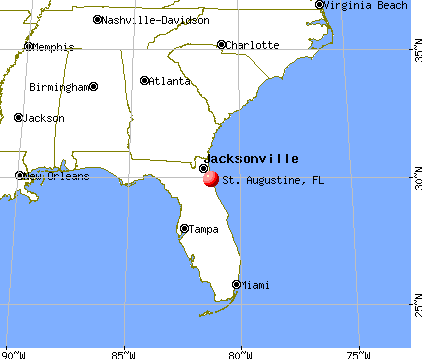 Virginia Beach
Nashville-Davidson
Charlotte
Memphis
35°N
Atlanta
Birmingham
Jackson
Jacksonville
New Orleans
St. Augustine, FL
30°N
Tampa
Miami
25°N
90°W
85°W
80°W
75°W